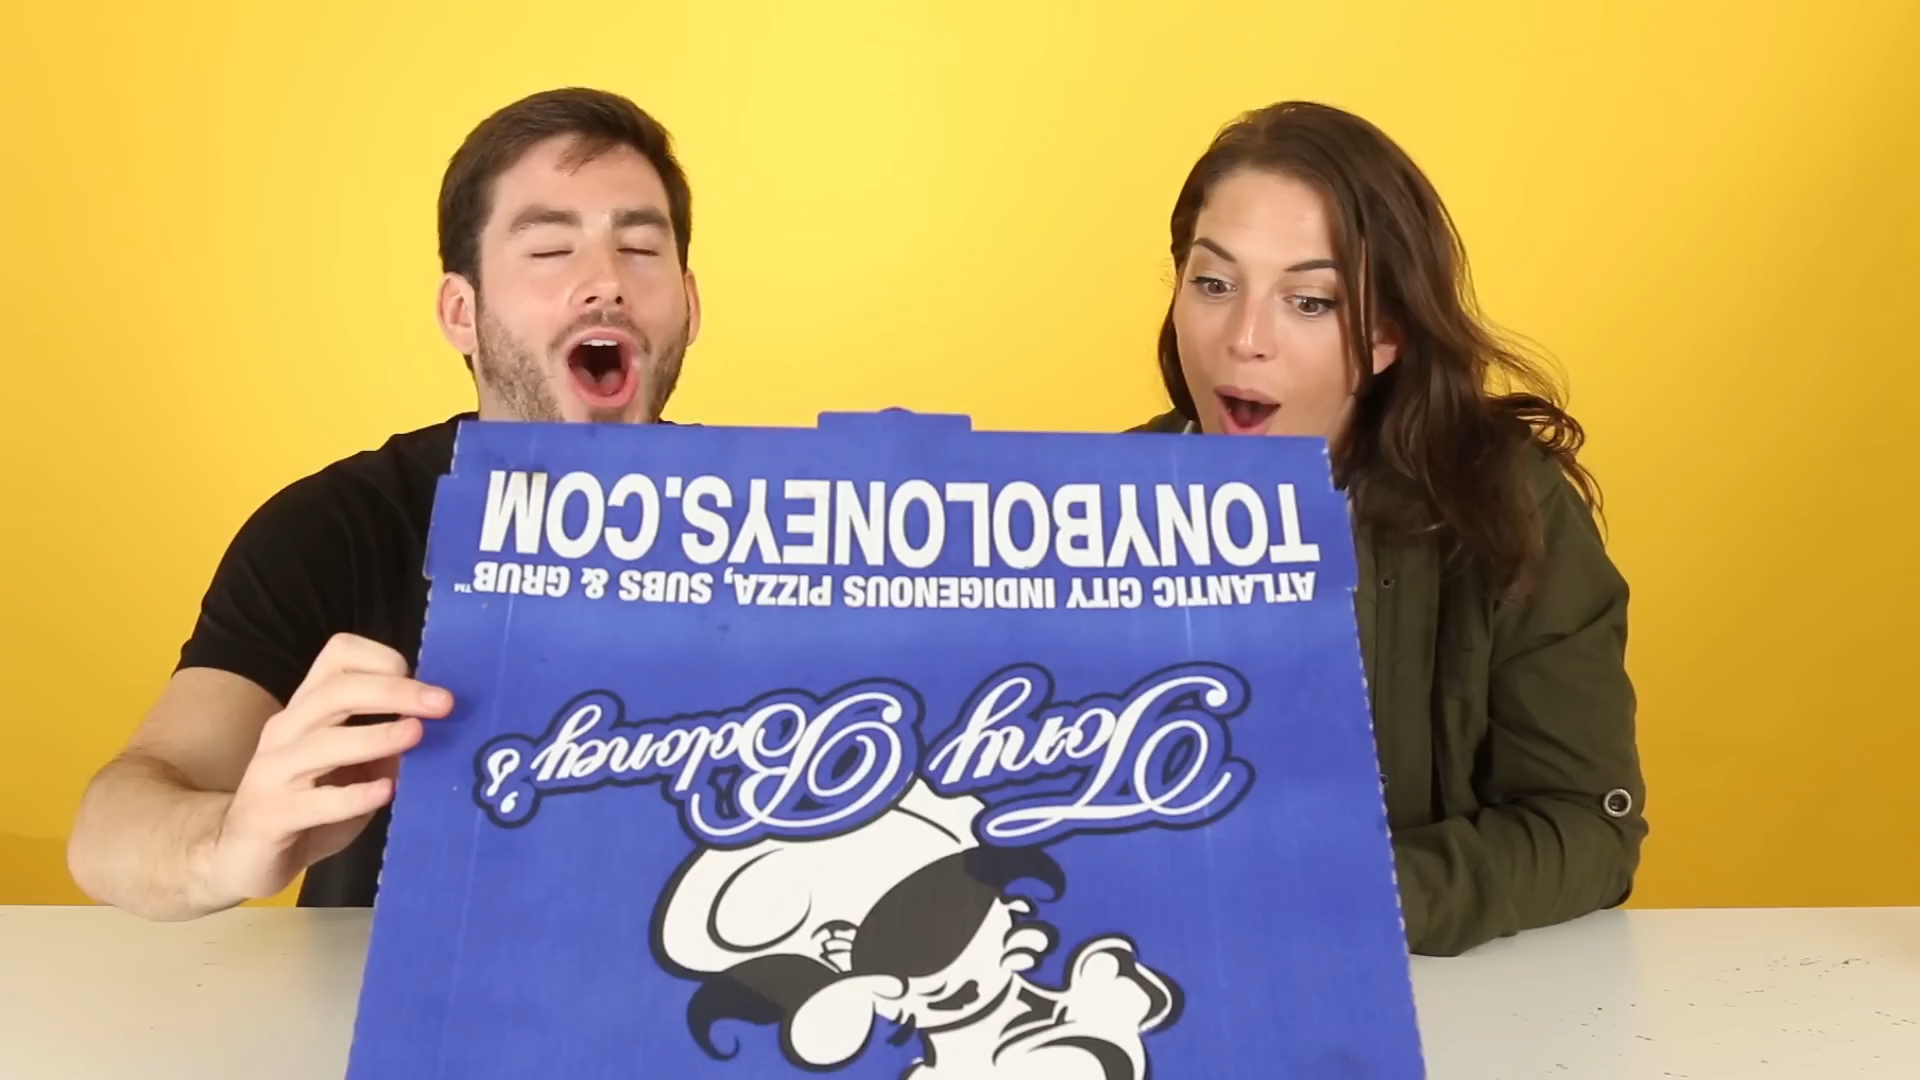 Tony Boloney's
ATLANTIC CITY INDIGENOUS PIZZA, SUBS & GRUB™
TONYBOLONEYS.COM